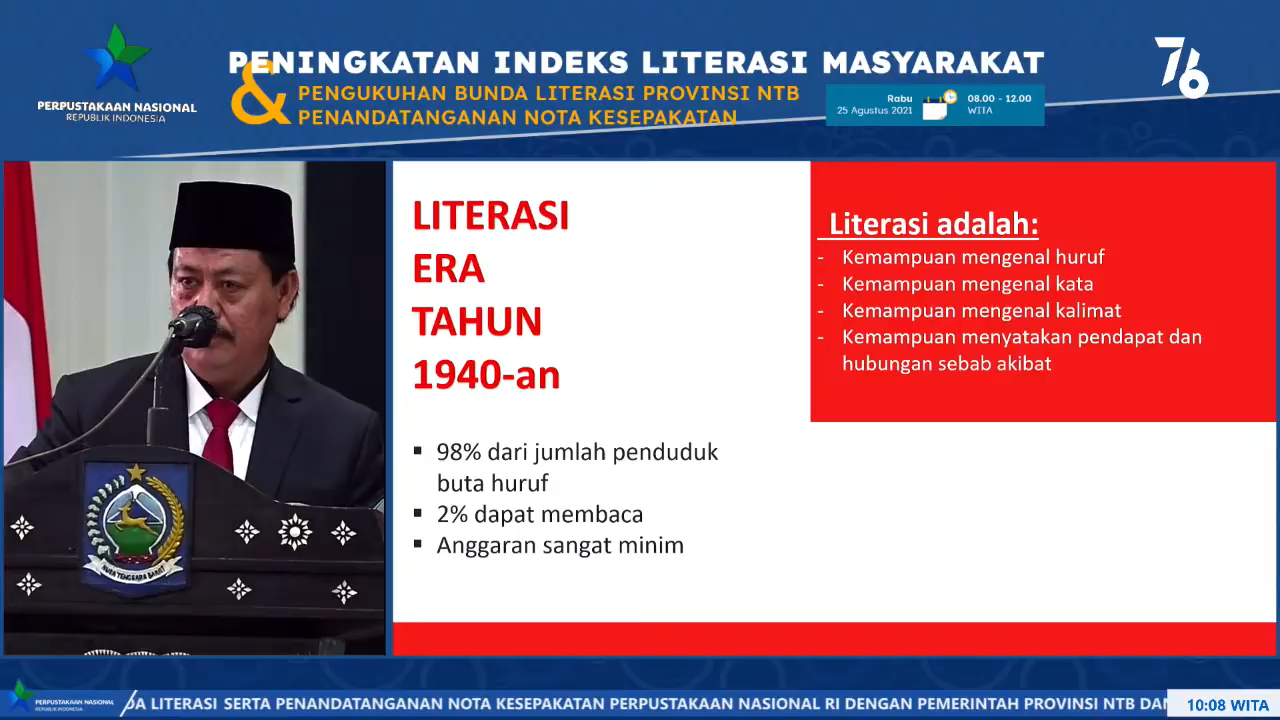 PERPUSTAKAAN NASIONAL
REPUBLIK INDONESIA
PENINGKATAN INDEKS LITERASI MASYARAKAT
& PENGUKUHAN BUNDA LITERASI PROVINSI NTB
PENANDATANGANAN NOTA KESEPAKATAN
Rabu
25 Agustus 2021
08.00 - 12.00
WITA
76
LITERASI
ERA
TAHUN
1940-an
▪ 98% dari jumlah penduduk
buta huruf
▪ 2% dapat membaca
▪ Anggaran sangat minim
Literasi adalah:
- Kemampuan mengenal huruf
- Kemampuan mengenal kata
- Kemampuan mengenal kalimat
- Kemampuan menyatakan pendapat dan
hubungan sebab akibat
NUSA TENGGARA BARAT
PERPUSTAKAAN NASIONAL
REPUBLIK INDONESIA
DA LITERASI SERTA PENANDATANGANAN NOTA KESEPAKATAN PERPUSTAKAAN NASIONAL RI DENGAN PEMERINTAH PROVINSI NTB DAN
10:08 WITA